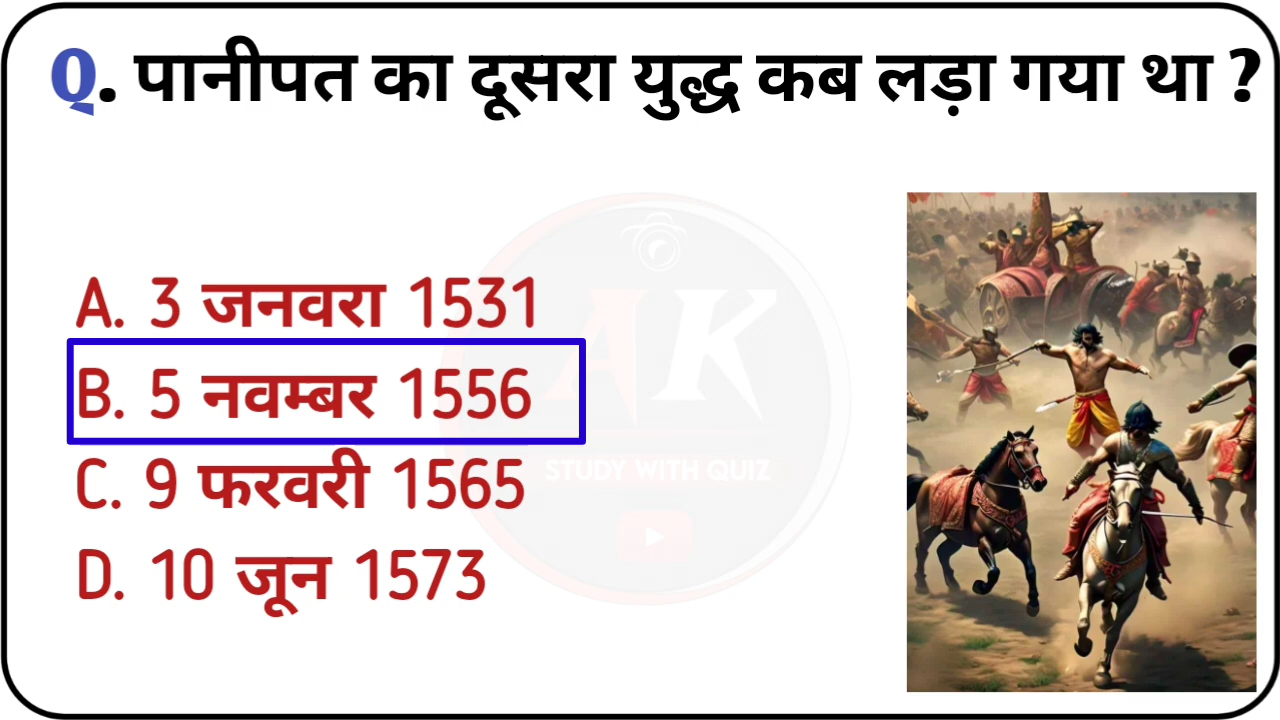 Q. पानीपत का दूसरा युद्ध कब लड़ा गया था ?
A. 3 जनवरा 1531
B. 5 नवम्बर 1556
C. 9 फरवरी 1565
D. 10 जून 1573
AK
STUDY WITH QUIZ